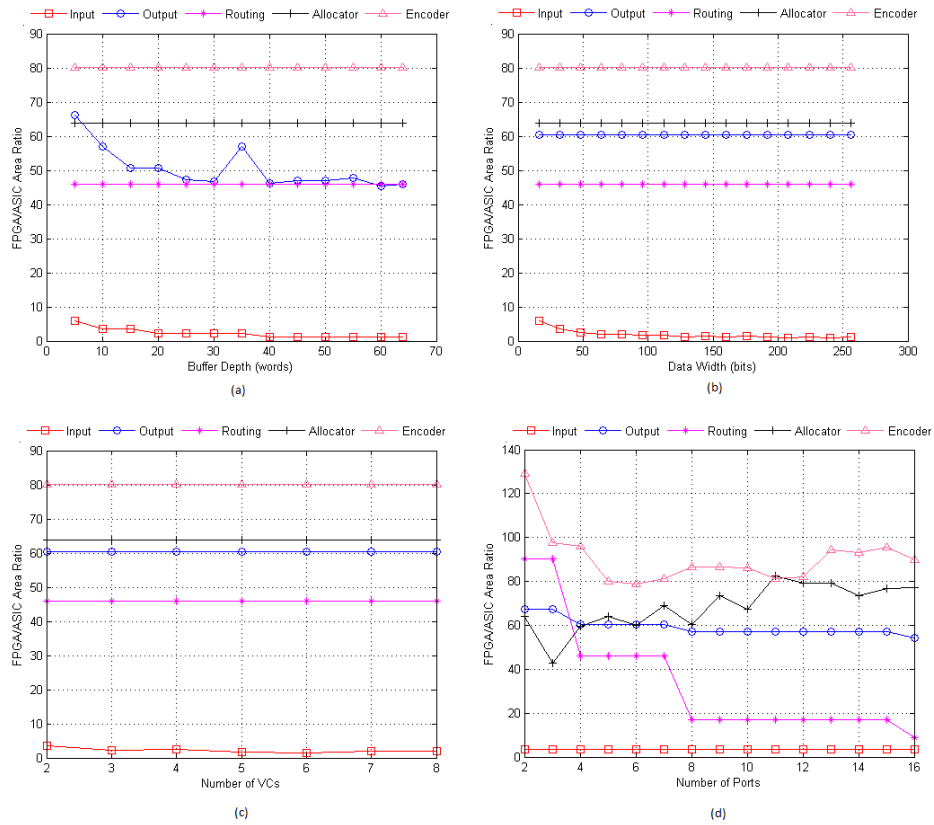 Input Output Routing Allocator Encoder
90
80
70
60
50
40
30
20
10
0
FPGA/ASIC Area Ratio
0 10 20 30 40 50 60 70
Buffer Depth (words)
(a)
Input Output Routing Allocator Encoder
90
80
70
60
50
40
30
20
10
0
FPGA/ASIC Area Ratio
0 50 100 150 200 250 300
Data Width (bits)
(b)
Input Output Routing Allocator Encoder
90
80
70
60
50
40
30
20
10
0
FPGA/ASIC Area Ratio
2 3 4 5 6 7 8
Number of VCs
(c)
Input Output Routing Allocator Encoder
140
120
100
80
60
40
20
0
FPGA/ASIC Area Ratio
2 4 6 8 10 12 14 16
Number of Ports
(d)